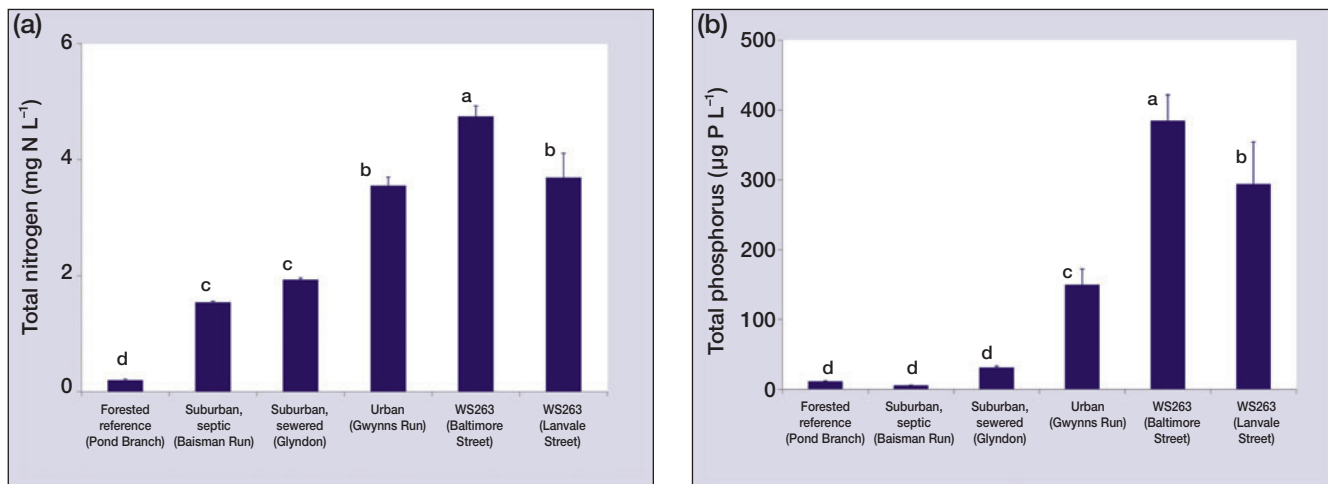 (a)
Total nitrogen (mg N L⁻¹)
6
4
2
0
d
c
c
b
a
b
Forested
reference
(Pond Branch)
Suburban,
septic
(Baisman Run)
Suburban,
sewered
(Glyndon)
Urban
(Gwynns Run)
WS263
(Baltimore
Street)
WS263
(Lanvale
Street)
(b)
Total phosphorus (µg P L⁻¹)
500
400
300
200
100
0
d
d
d
c
a
b
Forested
reference
(Pond Branch)
Suburban,
septic
(Baisman Run)
Suburban,
sewered
(Glyndon)
Urban
(Gwynns Run)
WS263
(Baltimore
Street)
WS263
(Lanvale
Street)